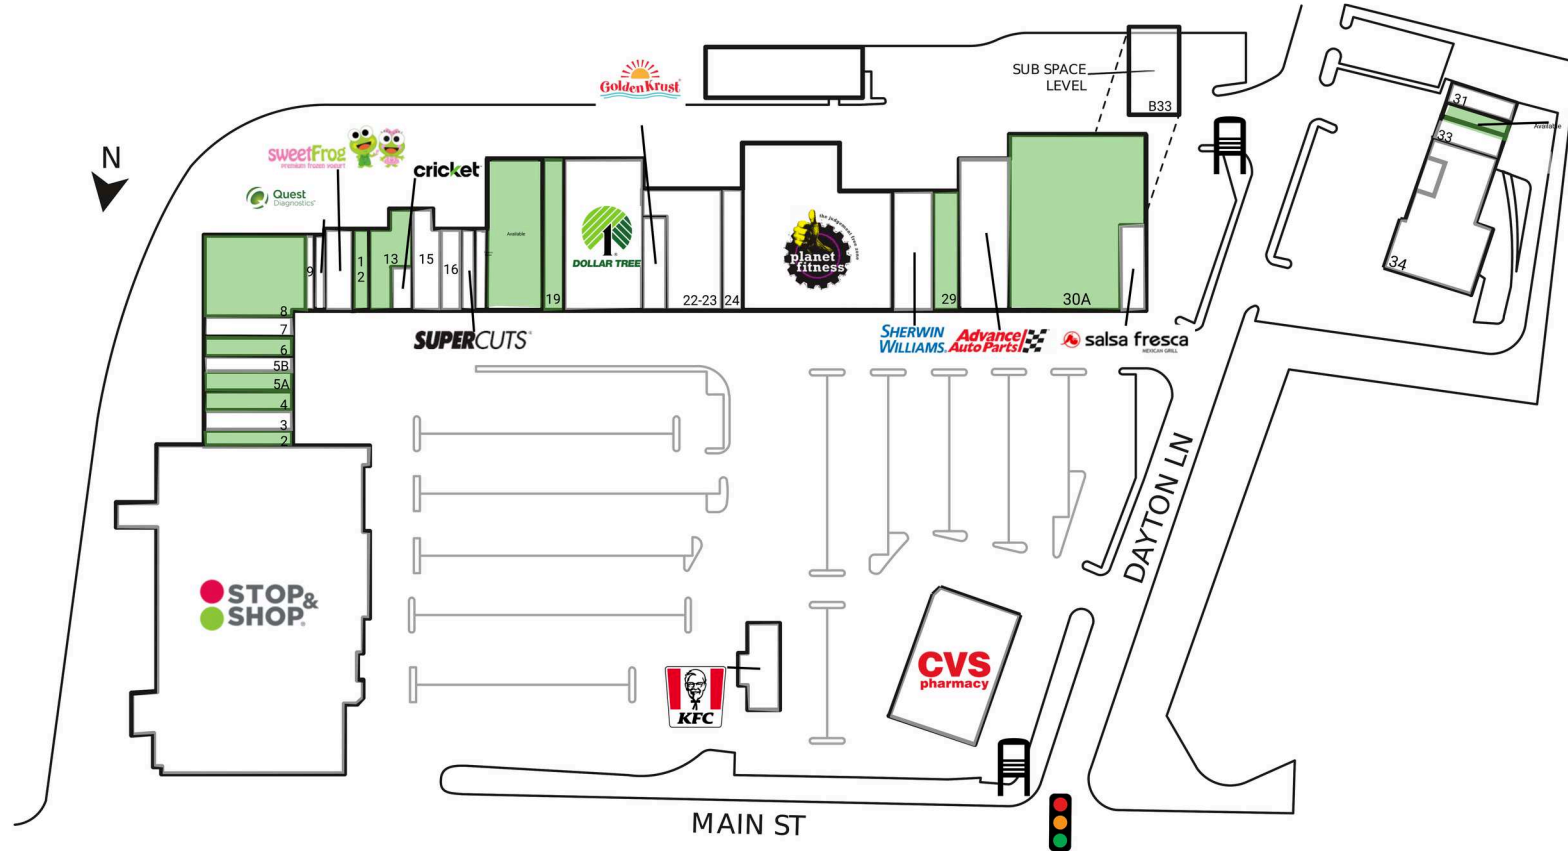 GoldenKrust
SUB SPACE
LEVEL
B33
31
Available
33
34
N
sweetFrog
premium frozen yogurt
cricket
Quest
Diagnostics
9
1
2
13
15
16
Available
19
1
DOLLAR TREE
22-23
24
the judgement free zone
planet
fitness
29
30A
8
7
6
5B
5A
4
3
2
SUPERCUTS
SHERWIN
WILLIAMS.
Advance
Auto Parts
salsa fresca
MEXICAN GRILL
STOP&
SHOP
DAYTON LN
KFC
CVS
pharmacy
MAIN ST